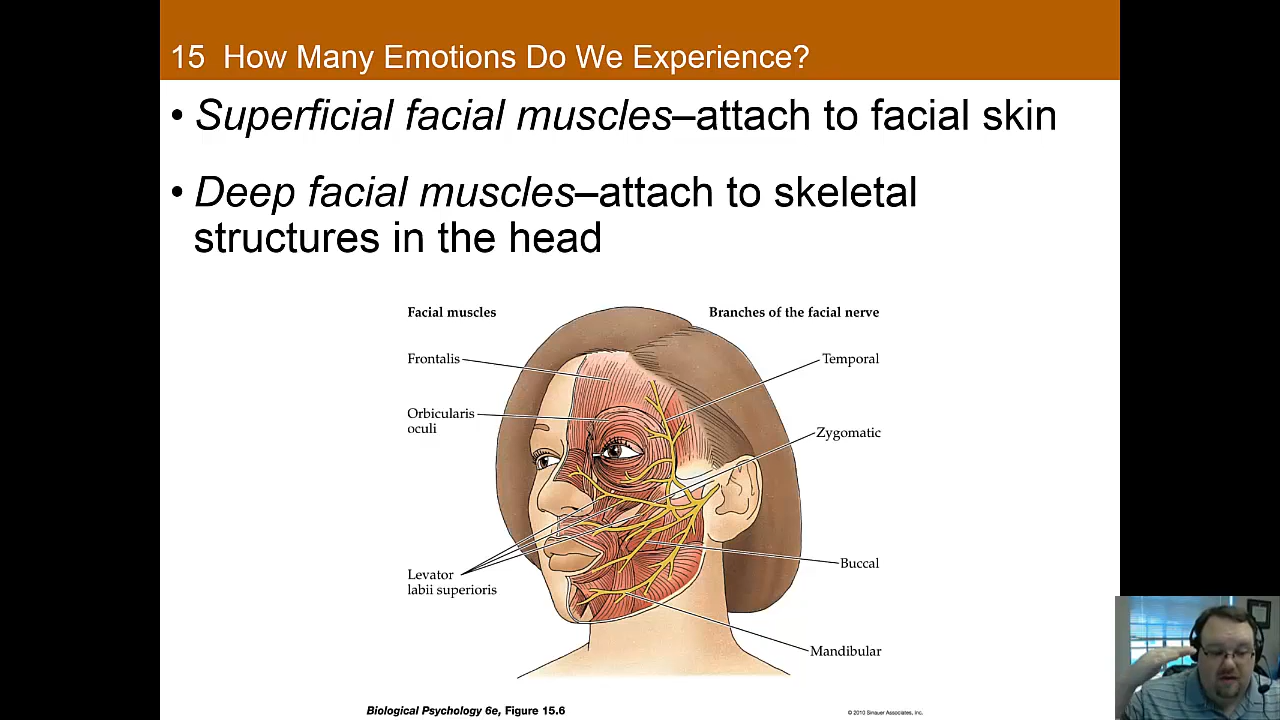 15 How Many Emotions Do We Experience?
• Superficial facial muscles–attach to facial skin
• Deep facial muscles–attach to skeletal
structures in the head
Facial muscles
Branches of the facial nerve
Frontalis
Temporal
Orbicularis
oculi
Zygomatic
Levator
labii superioris
Buccal
Mandibular
Biological Psychology 6e, Figure 15.6
© 2010 Sinauer Associates, Inc.